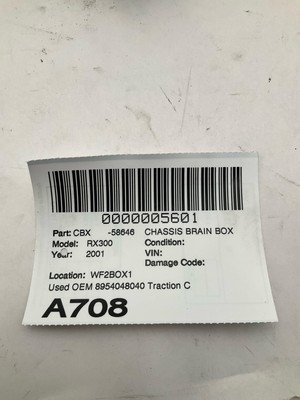 0000005601
Part: CBX -58646 CHASSIS BRAIN BOX
Model: RX300 Condition:
Year: 2001 VIN:
Damage Code:
Location: WF2BOX1
Used OEM 8954048040 Traction C
A708